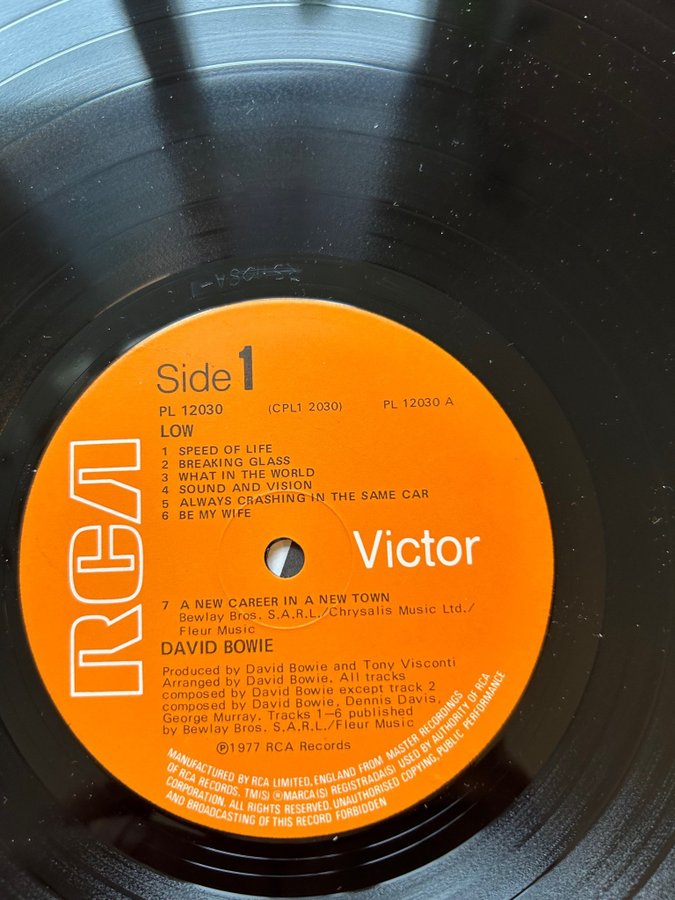 Side 1
PL 12030 (CPL1 2030) PL 12030 A
LOW
1 SPEED OF LIFE
2 BREAKING GLASS
3 WHAT IN THE WORLD
4 SOUND AND VISION
5 ALWAYS CRASHING IN THE SAME CAR
6 BE MY WIFE
RCA
Victor
7 A NEW CAREER IN A NEW TOWN
Bewlay Bros. S.A.R.L./Chrysalis Music Ltd./
Fleur Music
DAVID BOWIE
Produced by David Bowie and Tony Visconti
Arranged by David Bowie. All tracks
composed by David Bowie except track 2
composed by David Bowie, Dennis Davis,
George Murray. Tracks 1–6 published
by Bewlay Bros. S.A.R.L./Fleur Music
℗1977 RCA Records
MANUFACTURED BY RCA LIMITED, ENGLAND FROM MASTER RECORDINGS
OF RCA RECORDS. TM(S) ® MARCA(S) REGISTRADA(S) USED BY AUTHORITY OF RCA
CORPORATION. ALL RIGHTS RESERVED. UNAUTHORISED COPYING, PUBLIC PERFORMANCE
AND BROADCASTING OF THIS RECORD FORBIDDEN